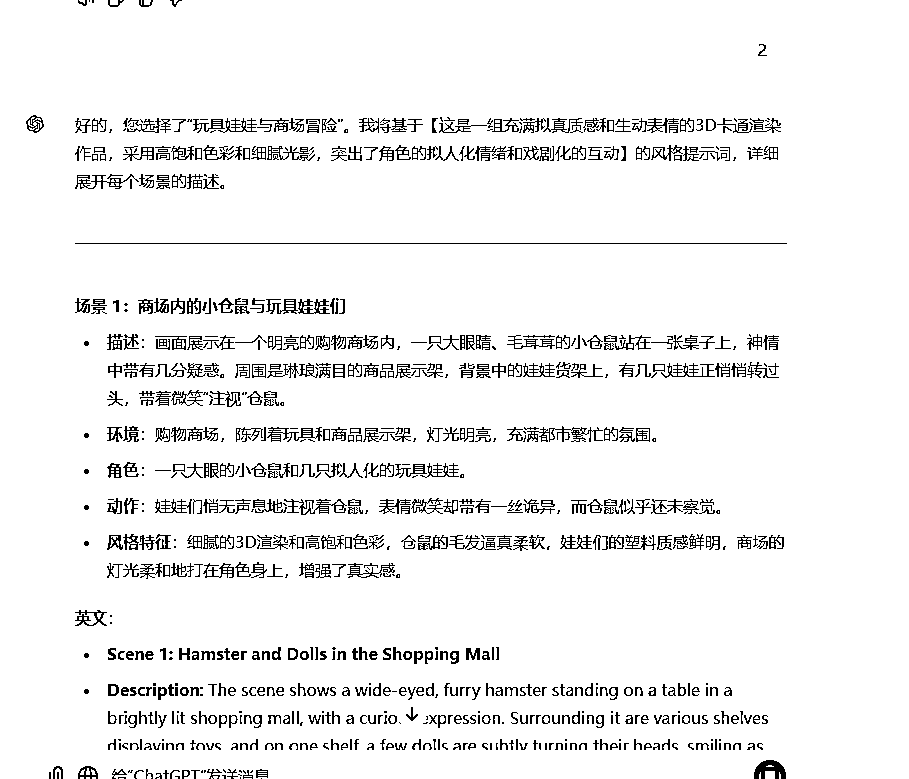 2
好的，您选择了“玩具娃娃与商场冒险”。我将基于【这是一组充满拟真质感和生动表情的3D卡通渲染
作品，采用高饱和色彩和细腻光影，突出了角色的拟人化情绪和戏剧化的互动】的风格提示词，详细
展开每个场景的描述。
场景 1：商场内的小仓鼠与玩具娃娃们
• 描述：画面展示在一个明亮的购物商场内，一只大眼睛、毛茸茸的小仓鼠站在一张桌子上，神情
中带有几分疑惑。周围是琳琅满目的商品展示架，背景中的娃娃货架上，有几只娃娃正悄悄转过
头，带着微笑“注视”仓鼠。
• 环境：购物商场，陈列着玩具和商品展示架，灯光明亮，充满都市繁忙的氛围。
• 角色：一只大眼的小仓鼠和几只拟人化的玩具娃娃。
• 动作：娃娃们悄无声息地注视着仓鼠，表情微笑却带有一丝诡异，而仓鼠似乎还未察觉。
• 风格特征：细腻的3D渲染和高饱和色彩，仓鼠的毛发逼真柔软，娃娃们的塑料质感鲜明，商场的
灯光柔和地打在角色身上，增强了真实感。
英文：
• Scene 1: Hamster and Dolls in the Shopping Mall
• Description: The scene shows a wide-eyed, furry hamster standing on a table in a
brightly lit shopping mall, with a curio xpression. Surrounding it are various shelves
displaying toys, and on one shelf, a few dolls are subtly turning their heads, smiling as
给“ChatGPT”发送消息